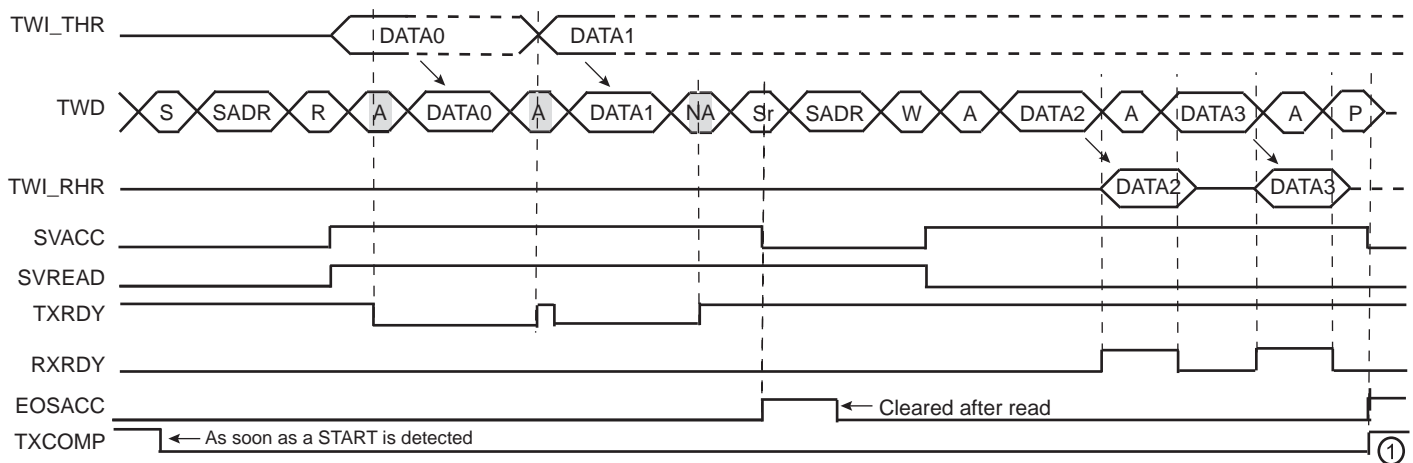 TWI_THR DATA0 DATA1
TWD S SADR R A DATA0 A DATA1 NA Sr SADR W A DATA2 A DATA3 A P
TWI_RHR DATA2 DATA3
SVACC
SVREAD
TXRDY
RXRDY
EOSACC Cleared after read
TXCOMP As soon as a START is detected 1